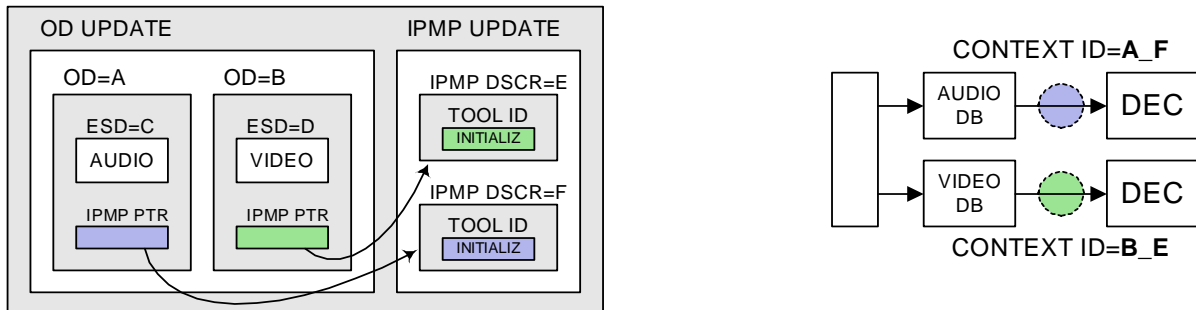 OD UPDATE
IPMP UPDATE
OD=A
OD=B
IPMP DSCR=E
ESD=C
ESD=D
TOOL ID
INITIALIZ
AUDIO
VIDEO
IPMP DSCR=F
IPMP PTR
IPMP PTR
TOOL ID
INITIALIZ
CONTEXT ID=A_F
AUDIO
DB
DEC
VIDEO
DB
DEC
CONTEXT ID=B_E